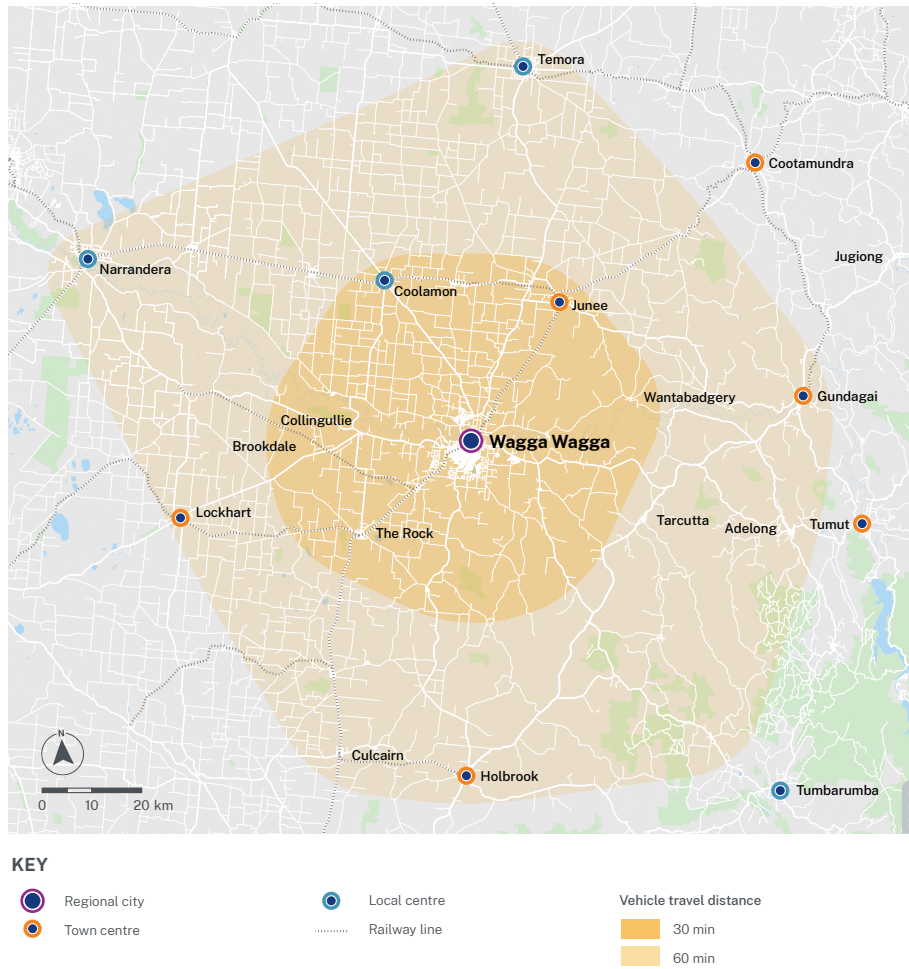 Temora
Cootamundra
Jugiong
Narrandera
Coolamon
Junee
Wantabadgery
Gundagai
Collingullie
Wagga Wagga
Brookdale
Lockhart
The Rock
Tarcutta
Adelong
Tumut
N
Culcairn
Holbrook
Tumbarumba
0 10 20 km
KEY
Regional city
Local centre
Vehicle travel distance
Town centre
Railway line
30 min
60 min